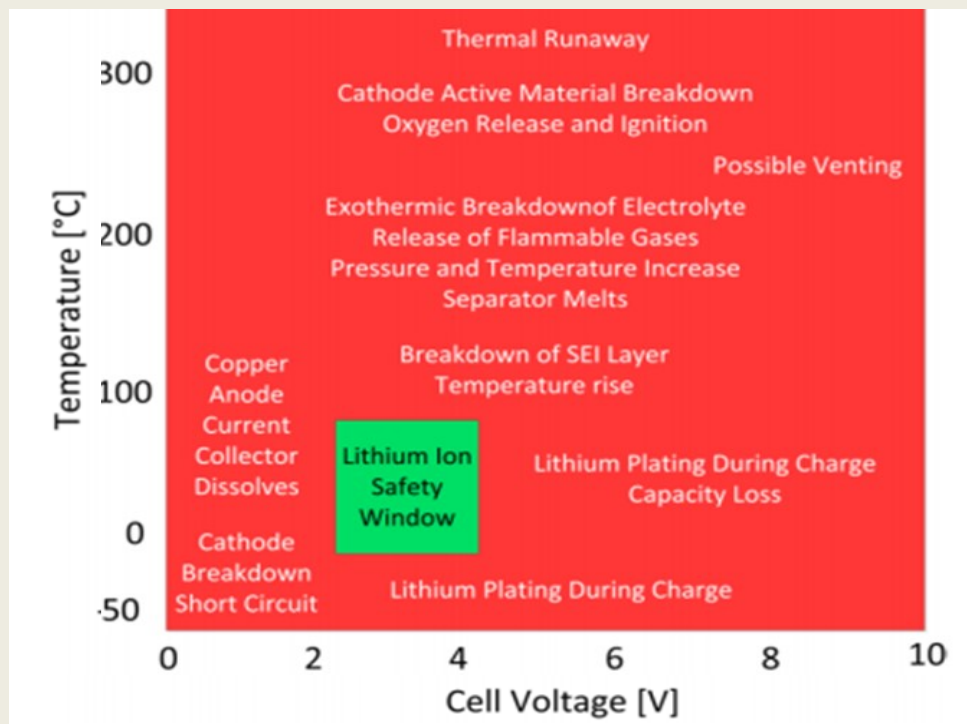 Thermal Runaway
300
Cathode Active Material Breakdown
Oxygen Release and Ignition
Possible Venting
Exothermic Breakdownof Electrolyte
200
Release of Flammable Gases
Pressure and Temperature Increase
Separator Melts
Temperature [°C]
Breakdown of SEI Layer
Temperature rise
100
Copper
Anode
Current
Collector
Dissolves
Lithium Ion
Safety
Window
Lithium Plating During Charge
Capacity Loss
0
Cathode
Breakdown
Short Circuit
Lithium Plating During Charge
-50
0 2 4 6 8 10
Cell Voltage [V]